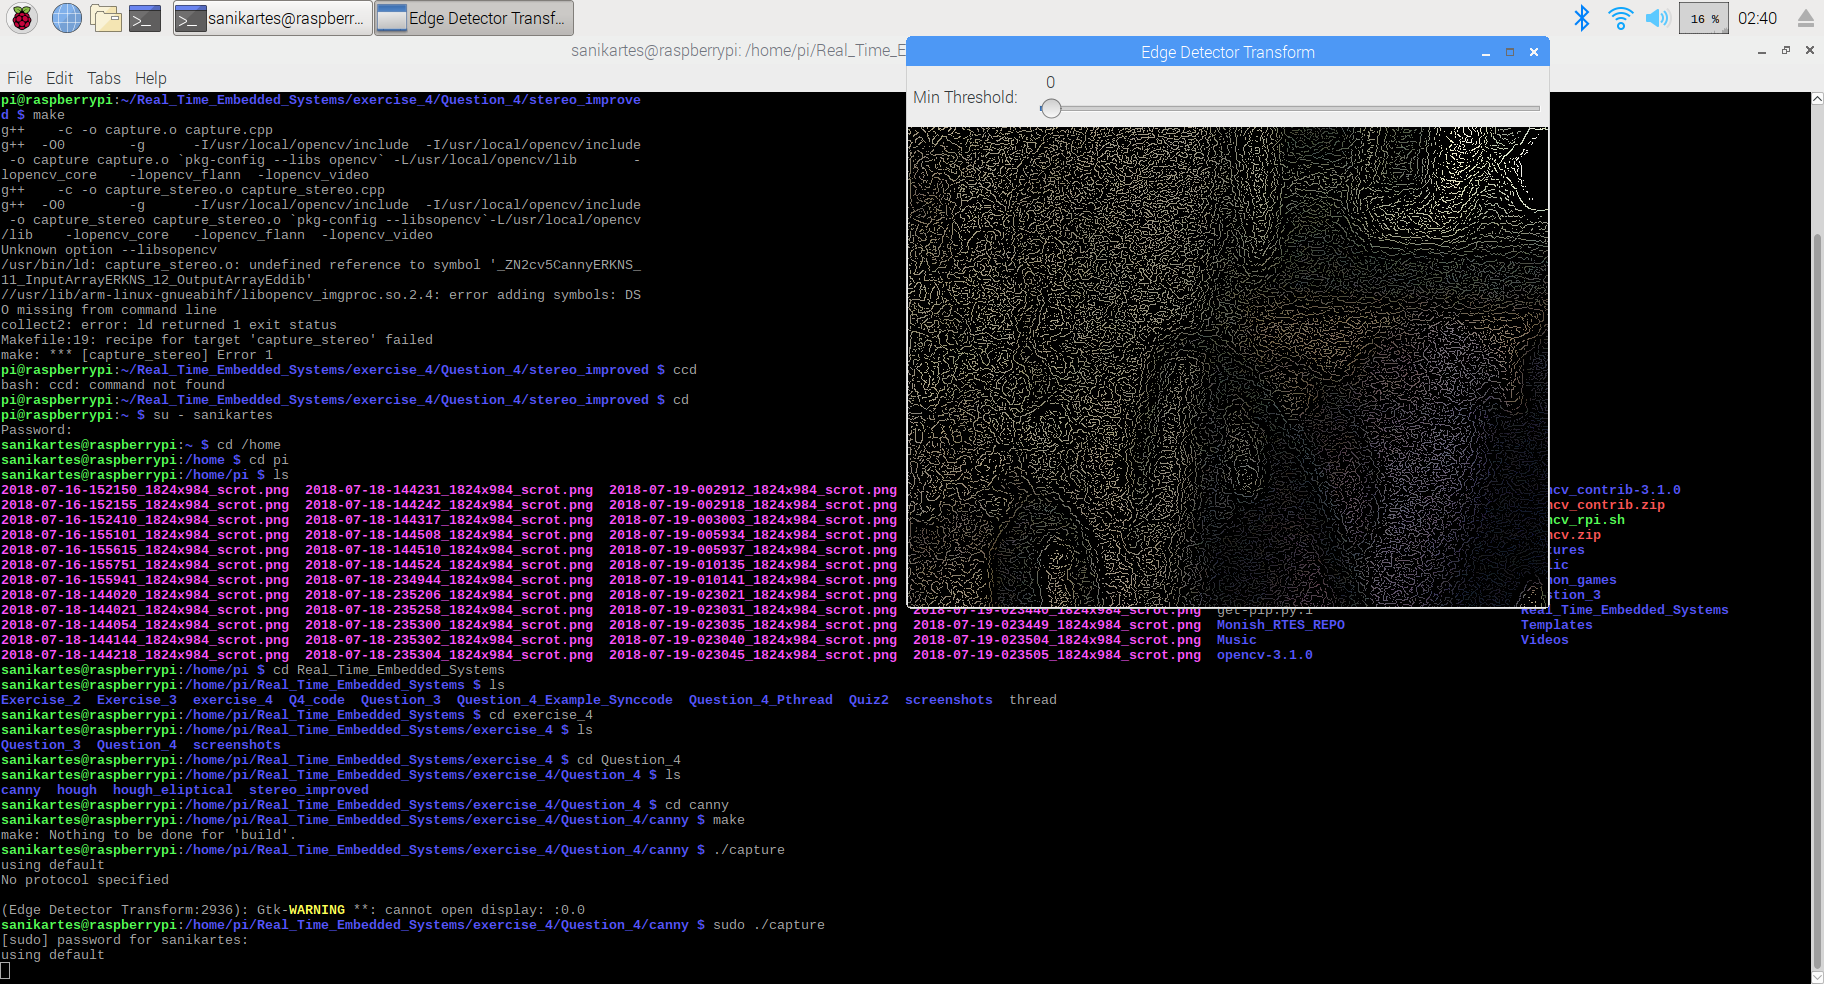 sanikartes@raspberr...
Edge Detector Transf...
16 %
02:40
sanikartes@raspberrypi: /home/pi/Real_Time_E
File Edit Tabs Help
Edge Detector Transform
0
Min Threshold:
pi@raspberrypi:~/Real_Time_Embedded_Systems/exercise_4/Question_4/stereo_improve
d $ make
g++    -c -o capture.o capture.cpp
g++  -O0        -g      -I/usr/local/opencv/include  -I/usr/local/opencv/include
 -o capture capture.o `pkg-config --libs opencv` -L/usr/local/opencv/lib       -
lopencv_core    -lopencv_flann  -lopencv_video
g++    -c -o capture_stereo.o capture_stereo.cpp
g++  -O0        -g      -I/usr/local/opencv/include  -I/usr/local/opencv/include
 -o capture_stereo capture_stereo.o `pkg-config --libsopencv`-L/usr/local/opencv
/lib    -lopencv_core   -lopencv_flann  -lopencv_video
Unknown option --libsopencv
/usr/bin/ld: capture_stereo.o: undefined reference to symbol '_ZN2cv5CannyERKNS_
11_InputArrayERKNS_12_OutputArrayEddib'
//usr/lib/arm-linux-gnueabihf/libopencv_imgproc.so.2.4: error adding symbols: DS
O missing from command line
collect2: error: ld returned 1 exit status
Makefile:19: recipe for target 'capture_stereo' failed
make: *** [capture_stereo] Error 1
pi@raspberrypi:~/Real_Time_Embedded_Systems/exercise_4/Question_4/stereo_improved $ ccd
bash: ccd: command not found
pi@raspberrypi:~/Real_Time_Embedded_Systems/exercise_4/Question_4/stereo_improved $ cd
pi@raspberrypi:~ $ su - sanikartes
Password:
sanikartes@raspberrypi:~ $ cd /home
sanikartes@raspberrypi:/home $ cd pi
sanikartes@raspberrypi:/home/pi $ ls
2018-07-16-152150_1824x984_scrot.png  2018-07-18-144231_1824x984_scrot.png  2018-07-19-002912_1824x984_scrot.png  ncv_contrib-3.1.0
2018-07-16-152155_1824x984_scrot.png  2018-07-18-144242_1824x984_scrot.png  2018-07-19-002918_1824x984_scrot.png  ncv_contrib.zip
2018-07-16-152410_1824x984_scrot.png  2018-07-18-144317_1824x984_scrot.png  2018-07-19-003003_1824x984_scrot.png  ncv_rpi.sh
2018-07-16-155101_1824x984_scrot.png  2018-07-18-144508_1824x984_scrot.png  2018-07-19-005934_1824x984_scrot.png  ncv.zip
2018-07-16-155615_1824x984_scrot.png  2018-07-18-144510_1824x984_scrot.png  2018-07-19-005937_1824x984_scrot.png  tures
2018-07-16-155751_1824x984_scrot.png  2018-07-18-144524_1824x984_scrot.png  2018-07-19-010135_1824x984_scrot.png  lic
2018-07-16-155941_1824x984_scrot.png  2018-07-18-234944_1824x984_scrot.png  2018-07-19-010141_1824x984_scrot.png  hon_games
2018-07-18-144020_1824x984_scrot.png  2018-07-18-235206_1824x984_scrot.png  2018-07-19-023021_1824x984_scrot.png  stion_3
2018-07-18-144021_1824x984_scrot.png  2018-07-18-235258_1824x984_scrot.png  2018-07-19-023031_1824x984_scrot.png  2018-07-19-023440_1824x984_scrot.png  get-pip.py.1  Real_Time_Embedded_Systems
2018-07-18-144054_1824x984_scrot.png  2018-07-18-235300_1824x984_scrot.png  2018-07-19-023035_1824x984_scrot.png  2018-07-19-023449_1824x984_scrot.png  Monish_RTES_REPO  Templates
2018-07-18-144144_1824x984_scrot.png  2018-07-18-235302_1824x984_scrot.png  2018-07-19-023040_1824x984_scrot.png  2018-07-19-023504_1824x984_scrot.png  Music  Videos
2018-07-18-144218_1824x984_scrot.png  2018-07-18-235304_1824x984_scrot.png  2018-07-19-023045_1824x984_scrot.png  2018-07-19-023505_1824x984_scrot.png  opencv-3.1.0
sanikartes@raspberrypi:/home/pi $ cd Real_Time_Embedded_Systems
sanikartes@raspberrypi:/home/pi/Real_Time_Embedded_Systems $ ls
Exercise_2  Exercise_3  exercise_4  Q4_code  Question_3  Question_4_Example_Synccode  Question_4_Pthread  Quiz2  screenshots  thread
sanikartes@raspberrypi:/home/pi/Real_Time_Embedded_Systems $ cd exercise_4
sanikartes@raspberrypi:/home/pi/Real_Time_Embedded_Systems/exercise_4 $ ls
Question_3  Question_4  screenshots
sanikartes@raspberrypi:/home/pi/Real_Time_Embedded_Systems/exercise_4 $ cd Question_4
sanikartes@raspberrypi:/home/pi/Real_Time_Embedded_Systems/exercise_4/Question_4 $ ls
canny  hough  hough_eliptical  stereo_improved
sanikartes@raspberrypi:/home/pi/Real_Time_Embedded_Systems/exercise_4/Question_4 $ cd canny
sanikartes@raspberrypi:/home/pi/Real_Time_Embedded_Systems/exercise_4/Question_4/canny $ make
make: Nothing to be done for 'build'.
sanikartes@raspberrypi:/home/pi/Real_Time_Embedded_Systems/exercise_4/Question_4/canny $ ./capture
using default
No protocol specified
(Edge Detector Transform:2936): Gtk-WARNING **: cannot open display: :0.0
sanikartes@raspberrypi:/home/pi/Real_Time_Embedded_Systems/exercise_4/Question_4/canny $ sudo ./capture
[sudo] password for sanikartes:
using default